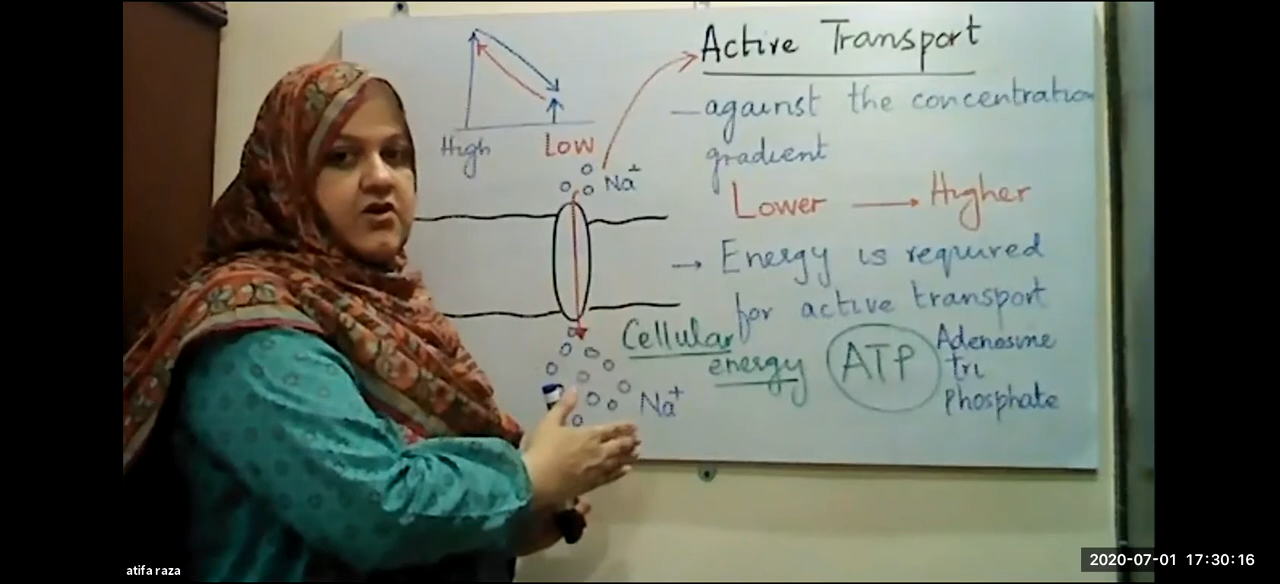 Active Transport
— against the concentration
gradient
High
Low
Na+
Lower → Higher
→ Energy is required
for active transport
Cellular
energy
ATP
Adenosine
tri
phosphate
Na+
atifa raza
2020-07-01 17:30:16